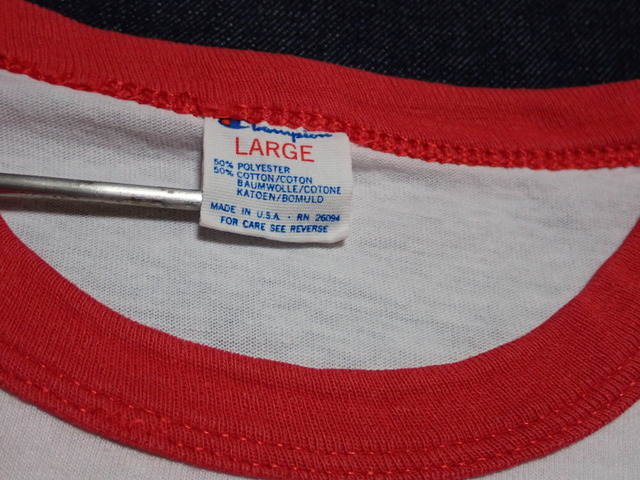 Champion
LARGE
50% POLYESTER
50% COTTON/COTON
BAUMWOLLE/COTONE
KATOEN/BOMULD
MADE IN U.S.A. · RN 26094
FOR CARE SEE REVERSE